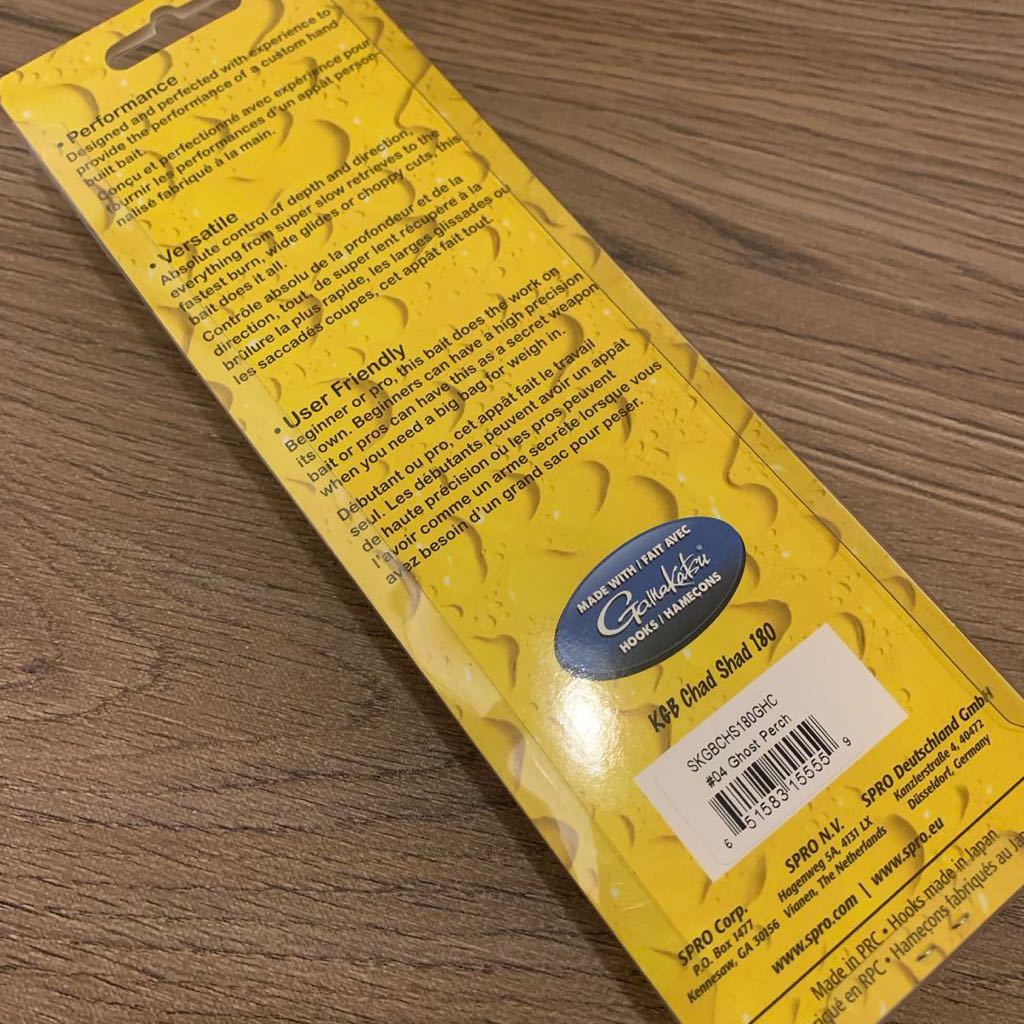 • Performance
Designed and perfected with experience to
provide the performance of a custom hand
built bait.
Conçu et perfectionné avec expérience pour
fournir les performances d'un appât person-
nalisé fabriqué à la main.
• Versatile
Absolute control of depth and direction,
everything from super slow retrieves to the
fastest burn, wide glides or choppy cuts, this
bait does it all.
Contrôle absolu de la profondeur et de la
direction, tout, de super lent récupère à la
brûlure la plus rapide, les larges glissades ou
les saccadés coupes, cet appât fait tout.
• User Friendly
Beginner or pro, this bait does the work on
its own. Beginners can have a high precision
bait or pros can have this as a secret weapon
when you need a big bag for weigh in.
Débutant ou pro, cet appât fait le travail
seul. Les débutants peuvent avoir un appât
de haute précision ou les pros peuvent
l'avoir comme un arme secrète lorsque vous
avez besoin d'un grand sac pour peser.
MADE WITH / FAIT AVEC
Gamakatsu®
HOOKS / HAMEÇONS
KGB Chad Shad 180
SKGBCHS180GHC
#04 Ghost Perch
6 51583 15555 9
SPRO Corp.
P.O. Box 1477
Kennesaw, GA 30156
SPRO N.V.
Hagenweg 5A, 4131 LX
Vianen, The Netherlands
SPRO Deutschland GmbH
Kanzlerstraße 4, 40472
Düsseldorf, Germany
www.spro.com | www.spro.eu
Made in PRC • Hooks made in Japan
iqué en RPC • Hameçons fabriqués au Ja